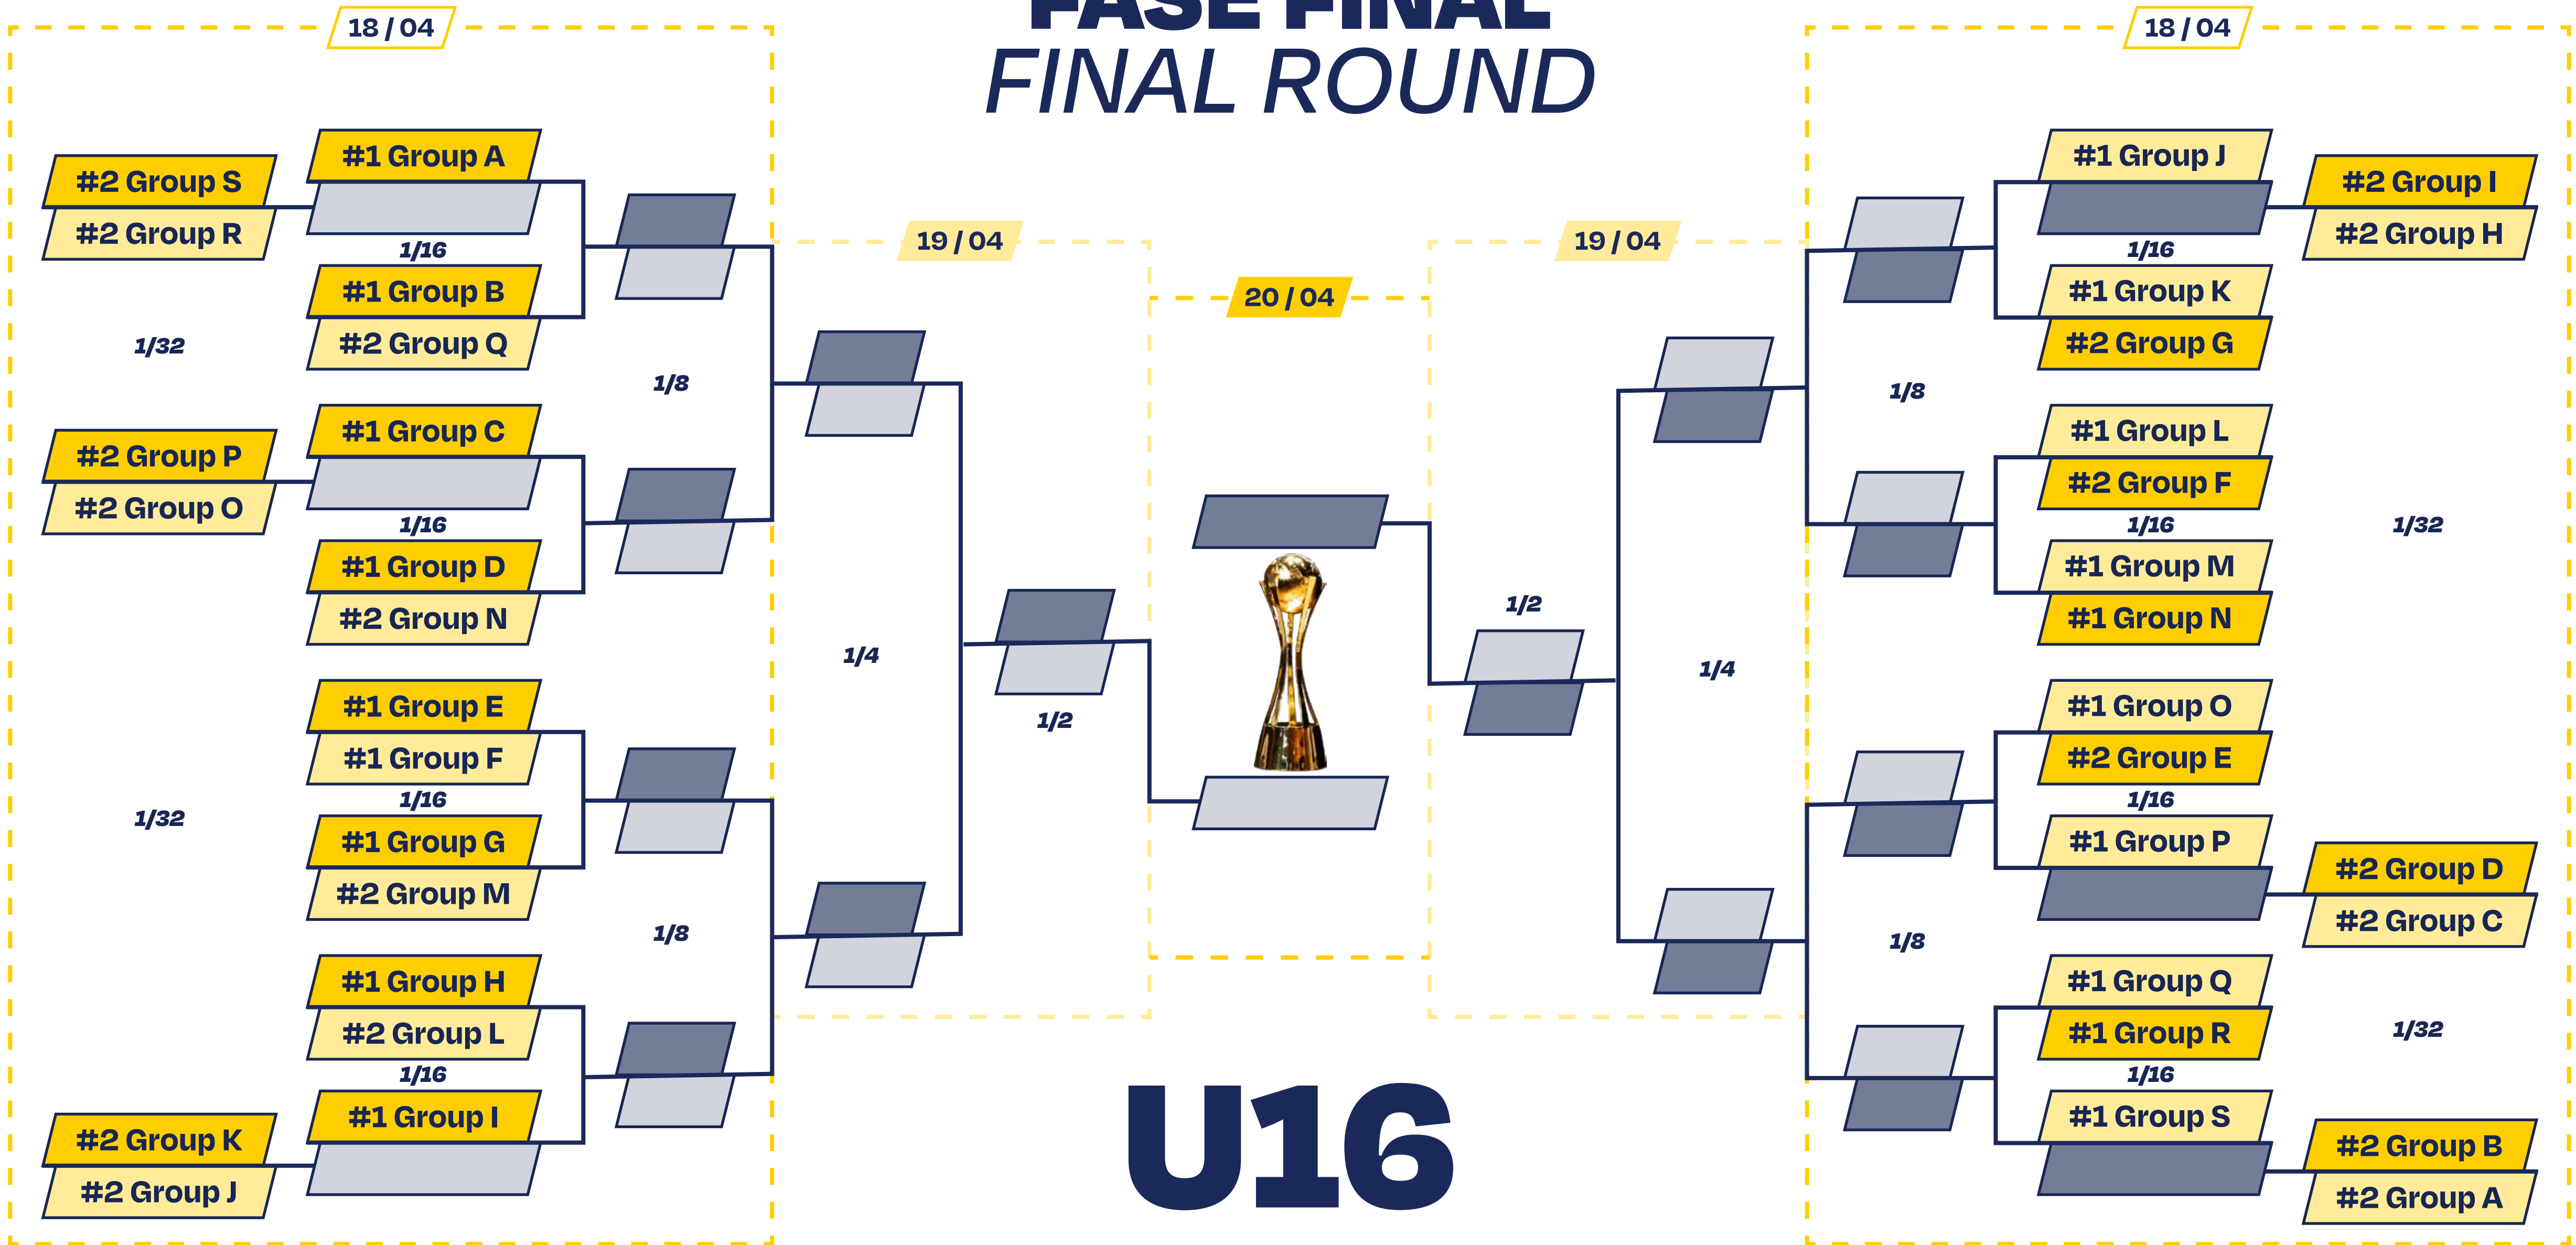 FASE FINAL
FINAL ROUND
18 / 04
#2 Group S
#2 Group R
1/32
#2 Group P
#2 Group O
1/32
#2 Group K
#2 Group J
#1 Group A
1/16
#1 Group B
#2 Group Q
#1 Group C
1/16
#1 Group D
#2 Group N
#1 Group E
#1 Group F
1/16
#1 Group G
#2 Group M
#1 Group H
#2 Group L
1/16
#1 Group I
1/8
1/8
19 / 04
1/4
1/2
20 / 04
U16
19 / 04
1/2
1/4
18 / 04
1/8
1/8
#1 Group J
1/16
#1 Group K
#2 Group G
#1 Group L
#2 Group F
1/16
#1 Group M
#1 Group N
#1 Group O
#2 Group E
1/16
#1 Group P
#1 Group Q
#1 Group R
1/16
#1 Group S
#2 Group I
#2 Group H
1/32
#2 Group D
#2 Group C
1/32
#2 Group B
#2 Group A